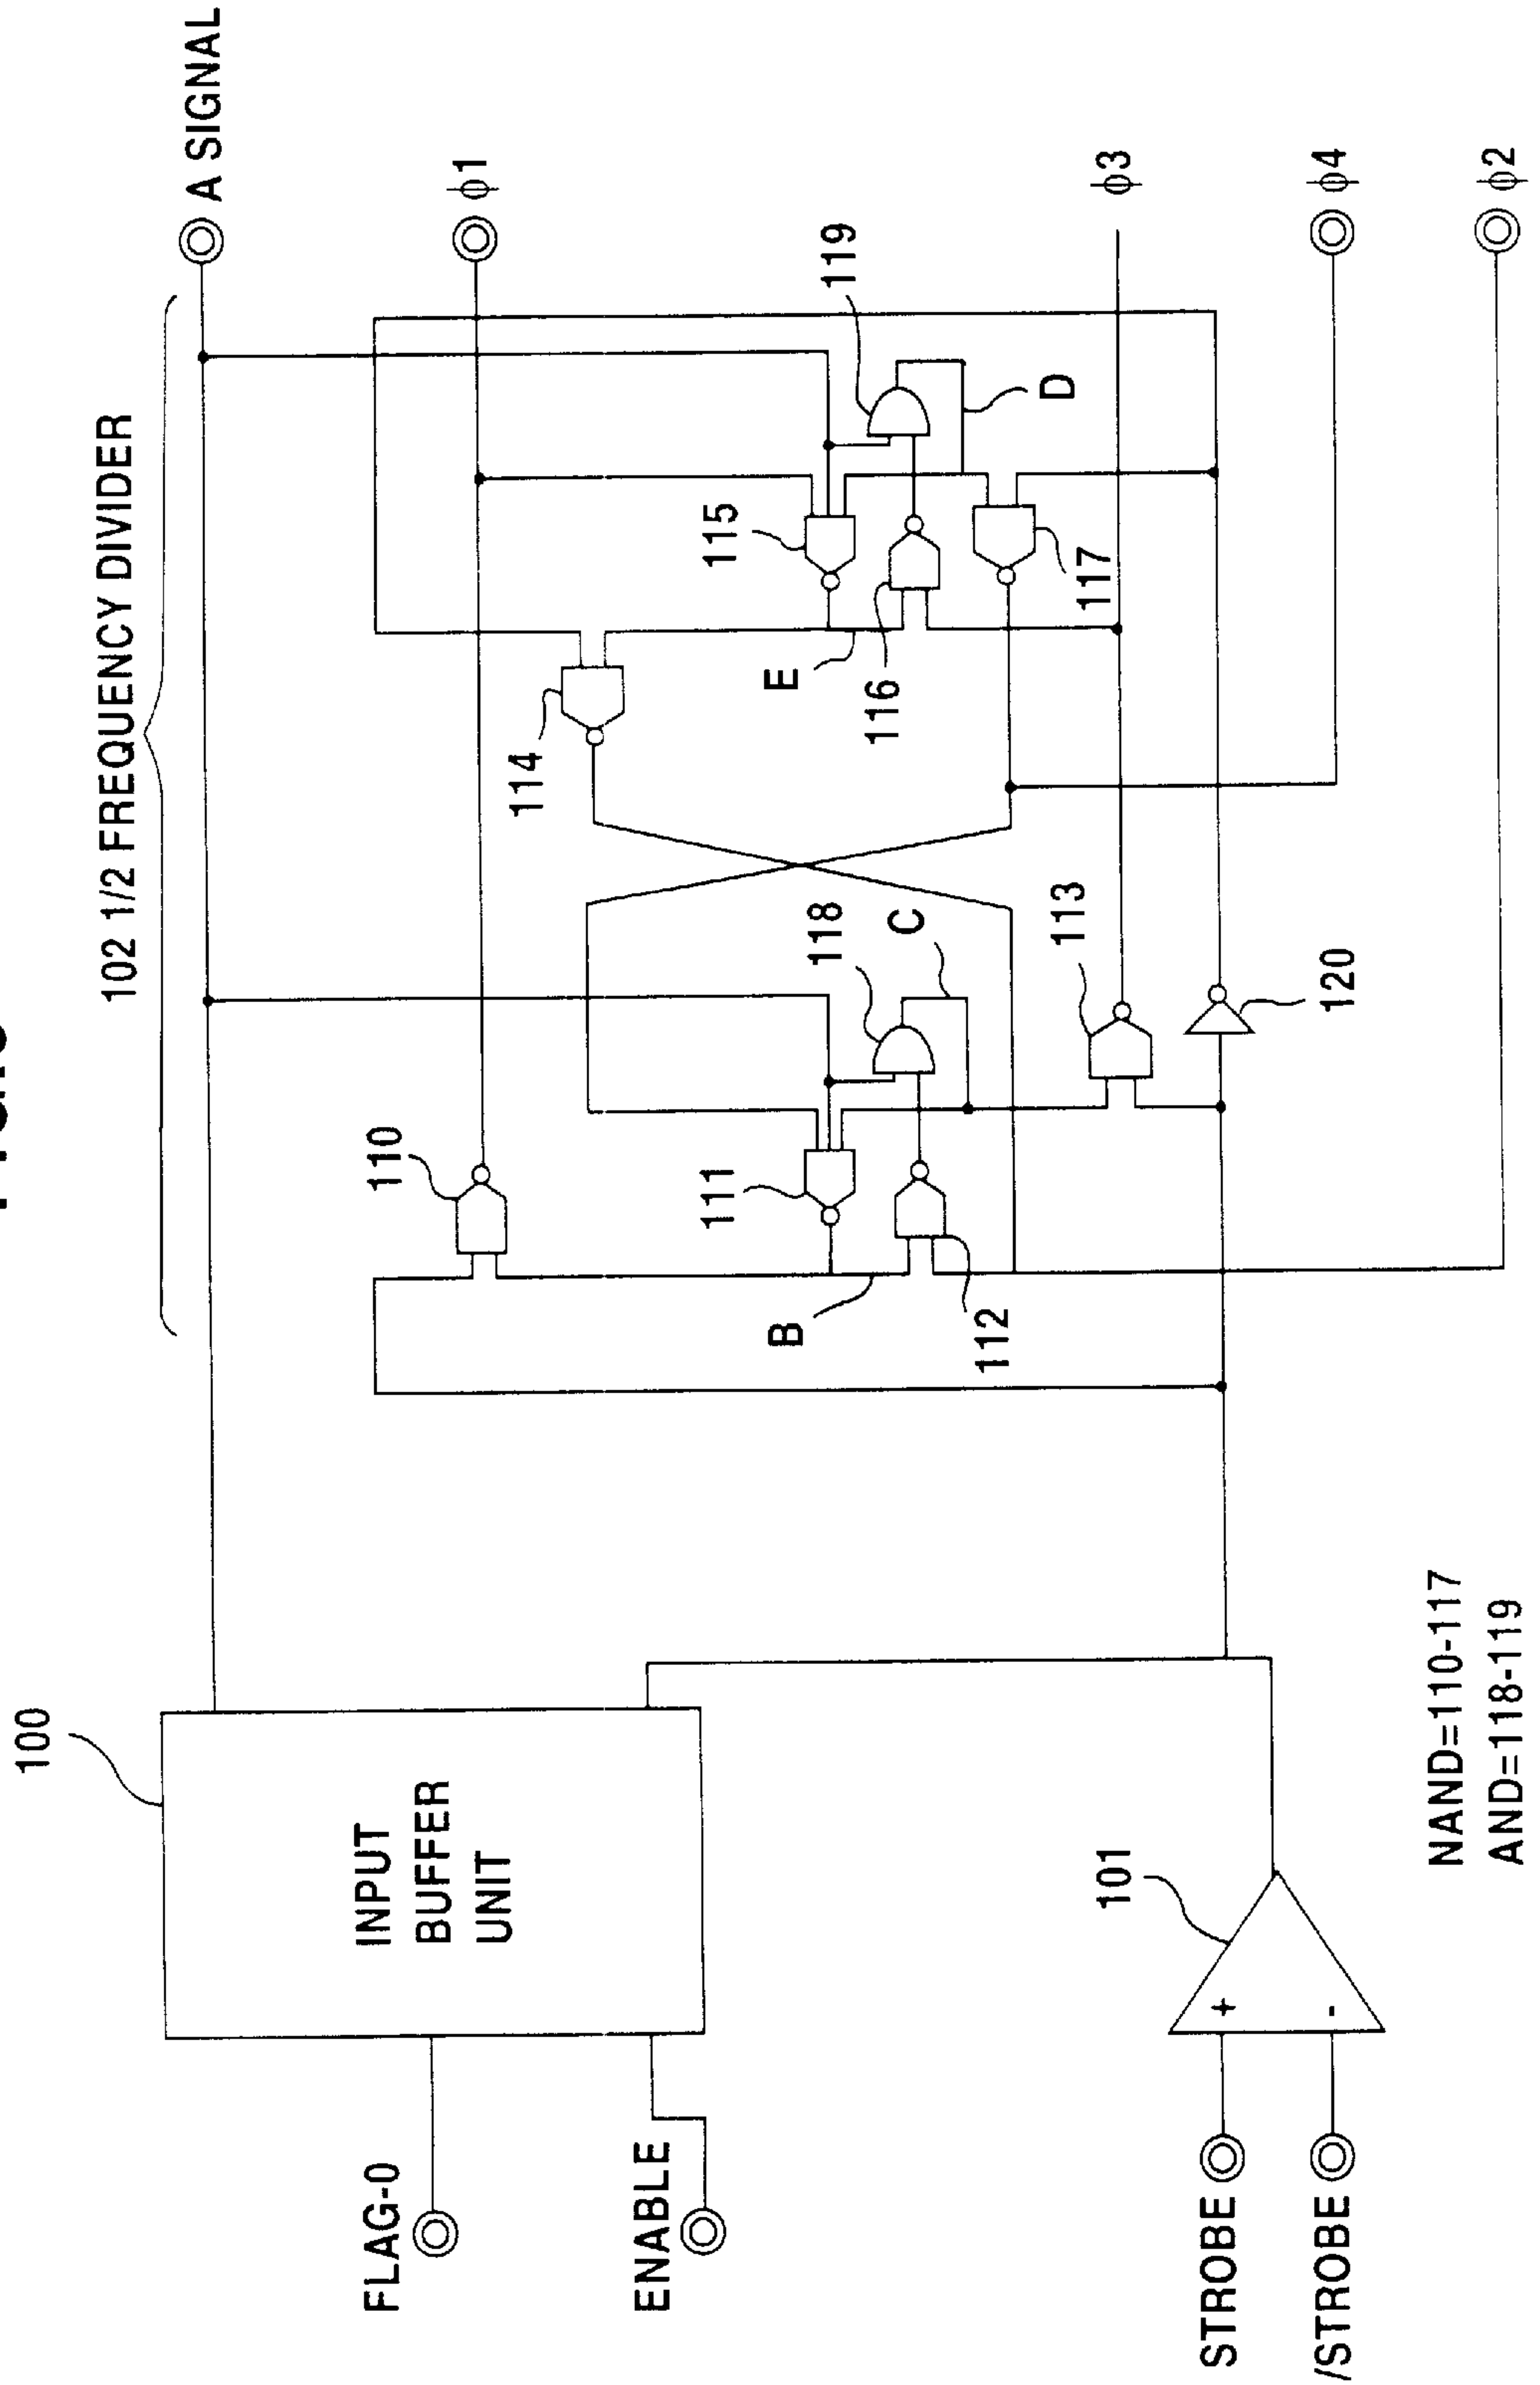 102 1/2 FREQUENCY DIVIDER
A SIGNAL
100
INPUT
BUFFER
UNIT
FLAG-0
ENABLE
110
ϕ1
114
115
111
B
E
118
119
116
C
112
D
113
117
ϕ3
101
+
-
STROBE
/STROBE
120
ϕ4
ϕ2
NAND=110-117
AND=118-119